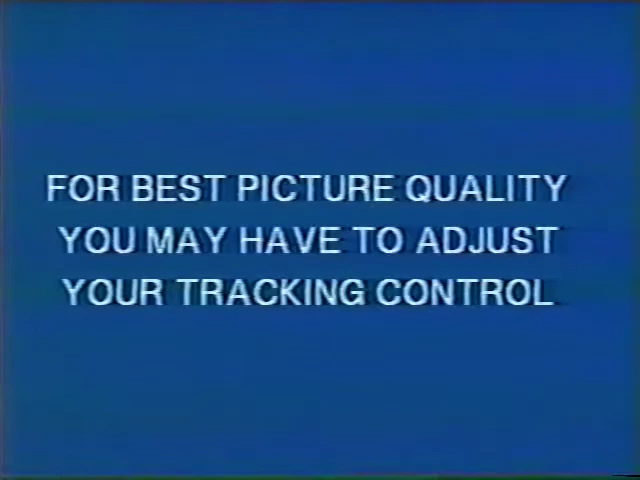 FOR BEST PICTURE QUALITY
YOU MAY HAVE TO ADJUST
YOUR TRACKING CONTROL